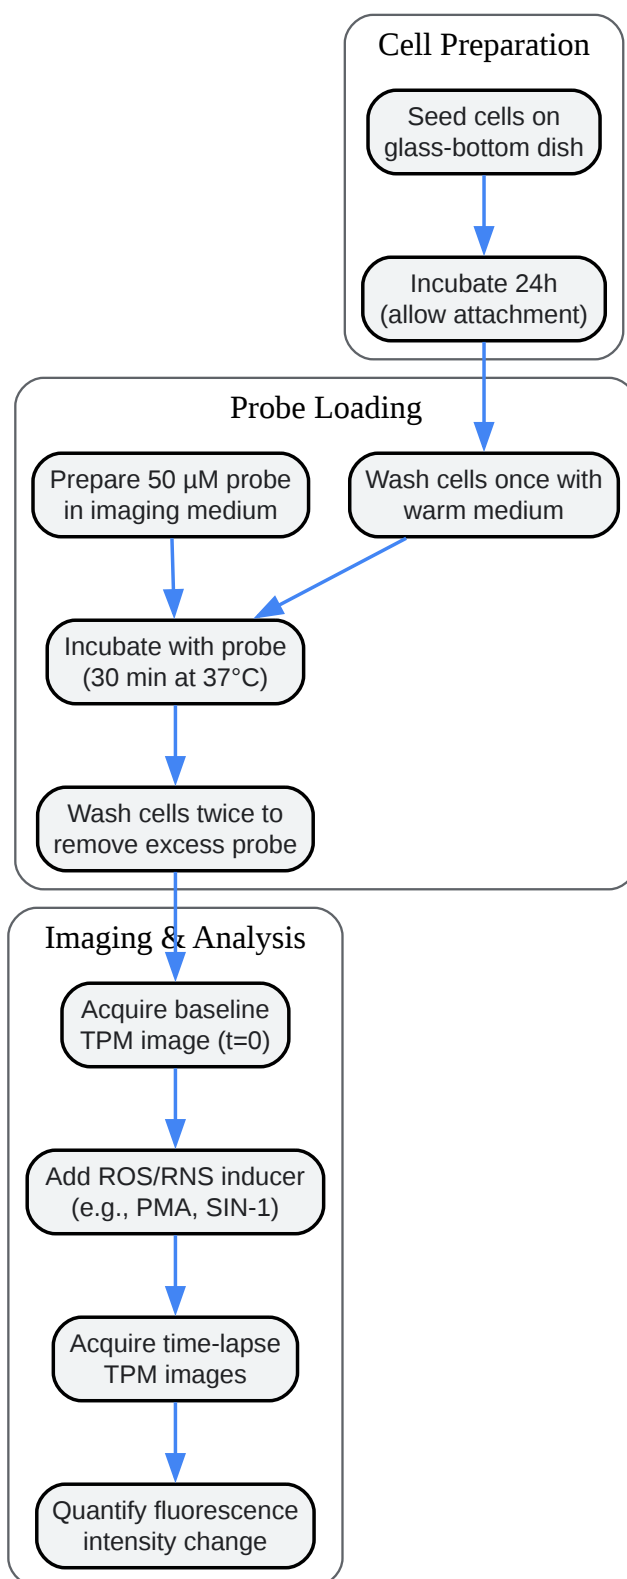 Cell Preparation
Seed cells on
glass-bottom dish
Incubate 24h
(allow attachment)
Probe Loading
Prepare 50 µM probe
in imaging medium
Wash cells once with
warm medium
Incubate with probe
(30 min at 37°C)
Wash cells twice to
remove excess probe
Imaging & Analysis
Acquire baseline
TPM image (t=0)
Add ROS/RNS inducer
(e.g., PMA, SIN-1)
Acquire time-lapse
TPM images
Quantify fluorescence
intensity change